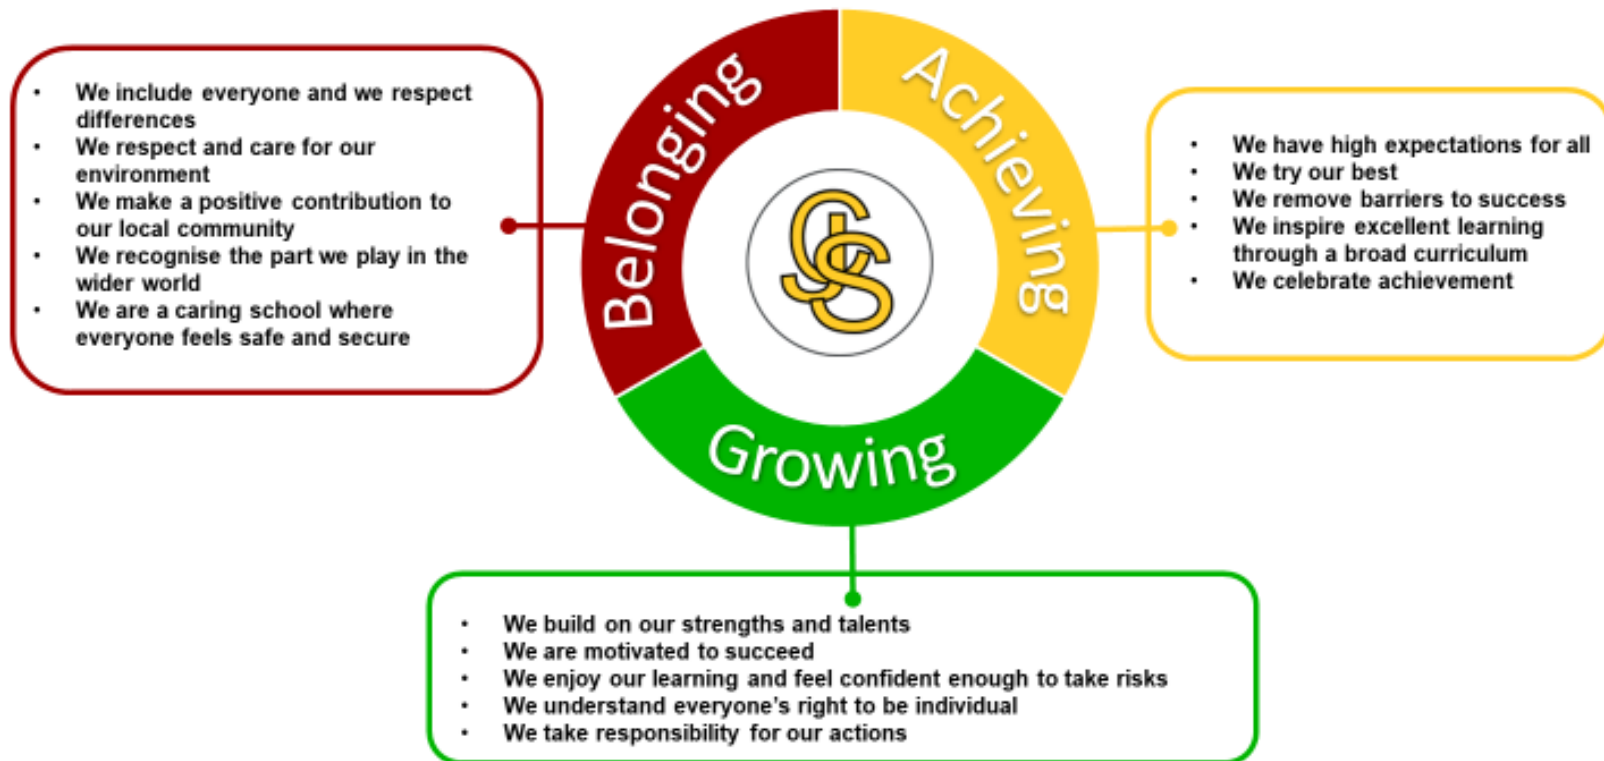 Belonging
• We include everyone and we respect
differences
• We respect and care for our
environment
• We make a positive contribution to
our local community
• We recognise the part we play in the
wider world
• We are a caring school where
everyone feels safe and secure
Achieving
• We have high expectations for all
• We try our best
• We remove barriers to success
• We inspire excellent learning
through a broad curriculum
• We celebrate achievement
CJS
Growing
• We build on our strengths and talents
• We are motivated to succeed
• We enjoy our learning and feel confident enough to take risks
• We understand everyone's right to be individual
• We take responsibility for our actions